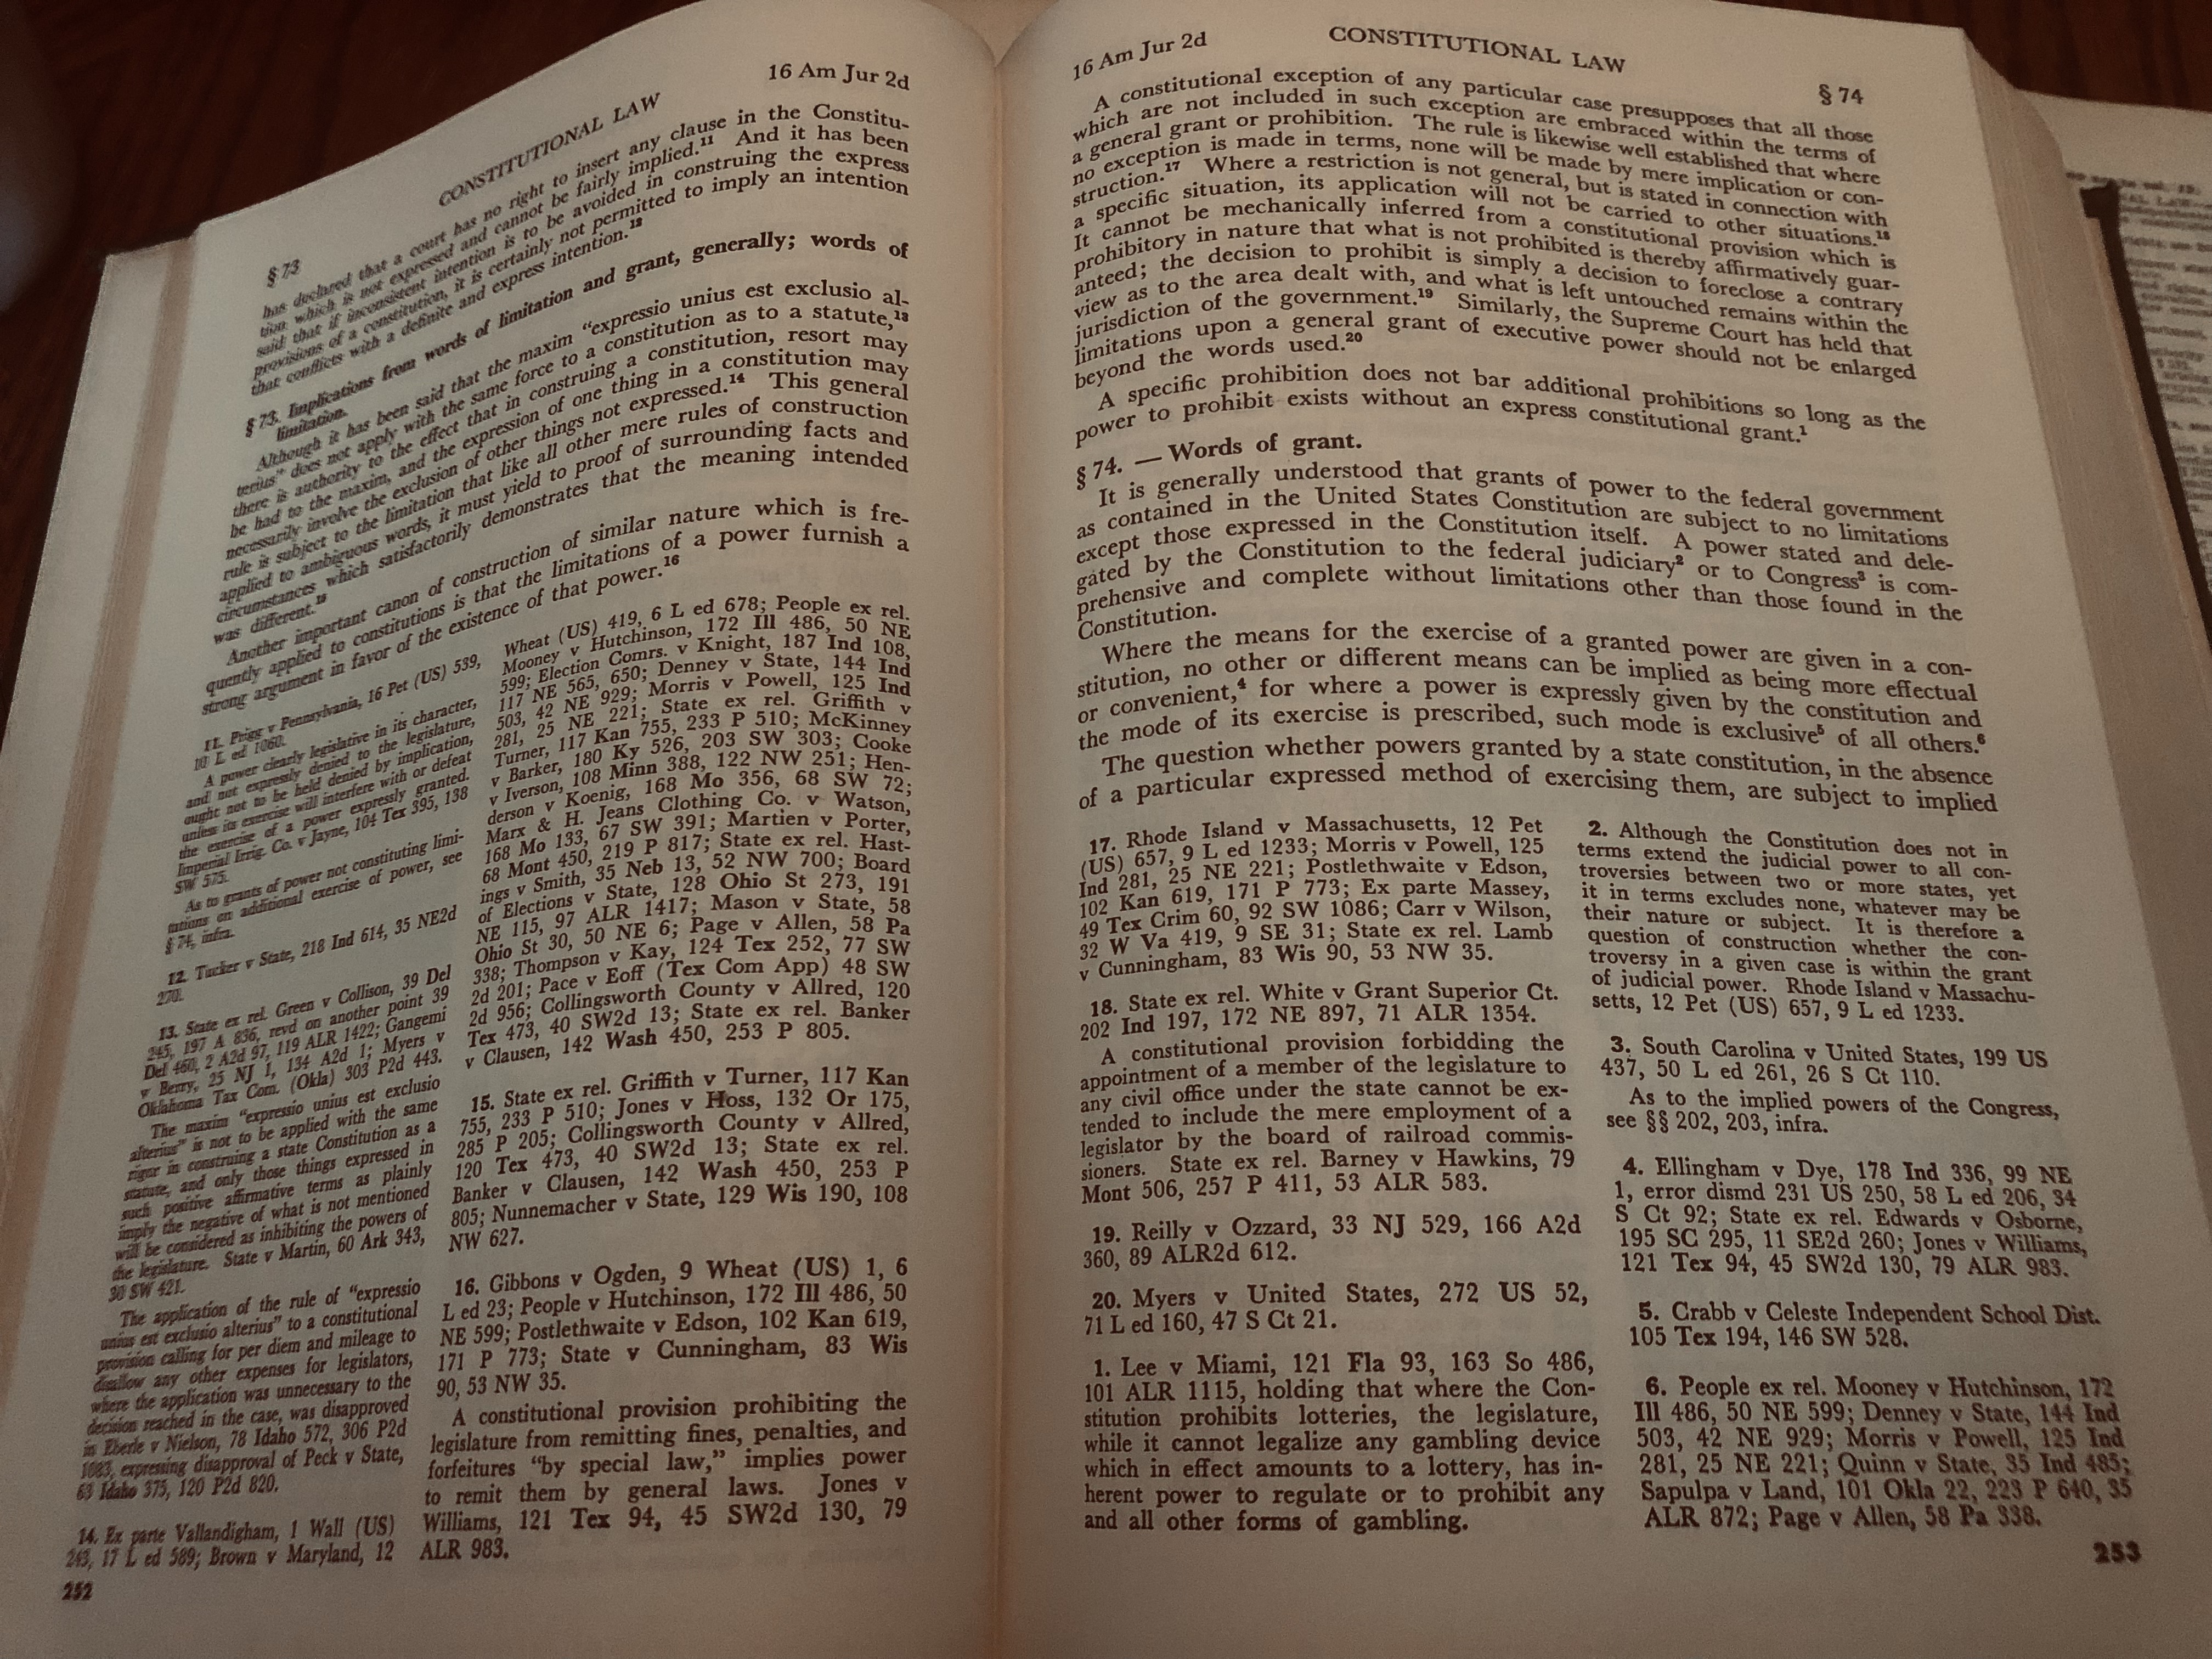 16 Am Jur 2d
CONSTITUTIONAL LAW
§ 73
has declared that a court has no right to insert any clause in the Constitu-
tion which is not expressed and cannot be fairly implied.11 And it has been
said that if inconsistent intention is to be avoided in construing the express
provisions of a constitution, it is certainly not permitted to imply an intention
that conflicts with a definite and express intention.12
§ 73. Implications from words of limitation and grant, generally; words of
limitation.
Although it has been said that the maxim "expressio unius est exclusio al-
terius" does not apply with the same force to a constitution as to a statute,13
there is authority to the effect that in construing a constitution, resort may
be had to the maxim, and the expression of one thing in a constitution may
necessarily involve the exclusion of other things not expressed.14 This general
rule is subject to the limitation that like all other mere rules of construction
applied to ambiguous words, it must yield to proof of surrounding facts and
circumstances which satisfactorily demonstrates that the meaning intended
was different.15
Another important canon of construction of similar nature which is fre-
quently applied to constitutions is that the limitations of a power furnish a
strong argument in favor of the existence of that power.16
11. Prigg v Pennsylvania, 16 Pet (US) 539,
10 L ed 1060.
A power clearly legislative in its character,
and not expressly denied to the legislature,
ought not to be held denied by implication,
unless its exercise will interfere with or defeat
the exercise of a power expressly granted.
Imperial Irrig. Co. v Jayne, 104 Tex 395, 138
SW 575.
As to grants of power not constituting limi-
tations on additional exercise of power, see
§ 74, infra.
12. Tucker v State, 218 Ind 614, 35 NE2d
270.
13. State ex rel. Green v Collison, 39 Del
245, 197 A 836, revd on another point 39
Del 460, 2 A2d 97, 119 ALR 1422; Gangemi
v Berry, 25 NJ 1, 134 A2d 1; Myers v
Oklahoma Tax Com. (Okla) 303 P2d 443.
The maxim "expressio unius est exclusio
alterius" is not to be applied with the same
rigor in construing a state Constitution as a
statute, and only those things expressed in
such positive affirmative terms as plainly
imply the negative of what is not mentioned
will be considered as inhibiting the powers of
the legislature. State v Martin, 60 Ark 343,
30 SW 421.
The application of the rule of "expressio
unius est exclusio alterius" to a constitutional
provision calling for per diem and mileage to
disallow any other expenses for legislators,
where the application was unnecessary to the
decision reached in the case, was disapproved
in Eberle v Nielson, 78 Idaho 572, 306 P2d
1083, expressing disapproval of Peck v State,
63 Idaho 375, 120 P2d 820.
14. Ex parte Vallandigham, 1 Wall (US)
243, 17 L ed 589; Brown v Maryland, 12
Wheat (US) 419, 6 L ed 678; People ex rel.
Mooney v Hutchinson, 172 Ill 486, 50 NE
599; Election Comrs. v Knight, 187 Ind 108,
117 NE 565, 650; Denney v State, 144 Ind
503, 42 NE 929; Morris v Powell, 125 Ind
281, 25 NE 221; State ex rel. Griffith v
Turner, 117 Kan 755, 233 P 510; McKinney
v Barker, 180 Ky 526, 203 SW 303; Cooke
v Iverson, 108 Minn 388, 122 NW 251; Hen-
derson v Koenig, 168 Mo 356, 68 SW 72;
Marx & H. Jeans Clothing Co. v Watson,
168 Mo 133, 67 SW 391; Martien v Porter,
68 Mont 450, 219 P 817; State ex rel. Hast-
ings v Smith, 35 Neb 13, 52 NW 700; Board
of Elections v State, 128 Ohio St 273, 191
NE 115, 97 ALR 1417; Mason v State, 58
Ohio St 30, 50 NE 6; Page v Allen, 58 Pa
338; Thompson v Kay, 124 Tex 252, 77 SW
2d 201; Pace v Eoff (Tex Com App) 48 SW
2d 956; Collingsworth County v Allred, 120
Tex 473, 40 SW2d 13; State ex rel. Banker
v Clausen, 142 Wash 450, 253 P 805.
15. State ex rel. Griffith v Turner, 117 Kan
755, 233 P 510; Jones v Hoss, 132 Or 175,
285 P 205; Collingsworth County v Allred,
120 Tex 473, 40 SW2d 13; State ex rel.
Banker v Clausen, 142 Wash 450, 253 P
805; Nunnemacher v State, 129 Wis 190, 108
NW 627.
16. Gibbons v Ogden, 9 Wheat (US) 1, 6
L ed 23; People v Hutchinson, 172 Ill 486, 50
NE 599; Postlethwaite v Edson, 102 Kan 619,
171 P 773; State v Cunningham, 83 Wis
90, 53 NW 35.
A constitutional provision prohibiting the
legislature from remitting fines, penalties, and
forfeitures "by special law," implies power
to remit them by general laws. Jones v
Williams, 121 Tex 94, 45 SW2d 130, 79
ALR 983.
252
16 Am Jur 2d
CONSTITUTIONAL LAW
§ 74
A constitutional exception of any particular case presupposes that all those
which are not included in such exception are embraced within the terms of
a general grant or prohibition. The rule is likewise well established that where
no exception is made in terms, none will be made by mere implication or con-
struction.17 Where a restriction is not general, but is stated in connection with
a specific situation, its application will not be carried to other situations.18
It cannot be mechanically inferred from a constitutional provision which is
prohibitory in nature that what is not prohibited is thereby affirmatively guar-
anteed; the decision to prohibit is simply a decision to foreclose a contrary
view as to the area dealt with, and what is left untouched remains within the
jurisdiction of the government.19 Similarly, the Supreme Court has held that
limitations upon a general grant of executive power should not be enlarged
beyond the words used.20
A specific prohibition does not bar additional prohibitions so long as the
power to prohibit exists without an express constitutional grant.1
§ 74. — Words of grant.
It is generally understood that grants of power to the federal government
as contained in the United States Constitution are subject to no limitations
except those expressed in the Constitution itself. A power stated and dele-
gated by the Constitution to the federal judiciary2 or to Congress3 is com-
prehensive and complete without limitations other than those found in the
Constitution.
Where the means for the exercise of a granted power are given in a con-
stitution, no other or different means can be implied as being more effectual
or convenient,4 for where a power is expressly given by the constitution and
the mode of its exercise is prescribed, such mode is exclusive5 of all others.6
The question whether powers granted by a state constitution, in the absence
of a particular expressed method of exercising them, are subject to implied
17. Rhode Island v Massachusetts, 12 Pet
(US) 657, 9 L ed 1233; Morris v Powell, 125
Ind 281, 25 NE 221; Postlethwaite v Edson,
102 Kan 619, 171 P 773; Ex parte Massey,
49 Tex Crim 60, 92 SW 1086; Carr v Wilson,
32 W Va 419, 9 SE 31; State ex rel. Lamb
v Cunningham, 83 Wis 90, 53 NW 35.
18. State ex rel. White v Grant Superior Ct.
202 Ind 197, 172 NE 897, 71 ALR 1354.
A constitutional provision forbidding the
appointment of a member of the legislature to
any civil office under the state cannot be ex-
tended to include the mere employment of a
legislator by the board of railroad commis-
sioners. State ex rel. Barney v Hawkins, 79
Mont 506, 257 P 411, 53 ALR 583.
19. Reilly v Ozzard, 33 NJ 529, 166 A2d
360, 89 ALR2d 612.
20. Myers v United States, 272 US 52,
71 L ed 160, 47 S Ct 21.
1. Lee v Miami, 121 Fla 93, 163 So 486,
101 ALR 1115, holding that where the Con-
stitution prohibits lotteries, the legislature,
while it cannot legalize any gambling device
which in effect amounts to a lottery, has in-
herent power to regulate or to prohibit any
and all other forms of gambling.
2. Although the Constitution does not in
terms extend the judicial power to all con-
troversies between two or more states, yet
it in terms excludes none, whatever may be
their nature or subject. It is therefore a
question of construction whether the con-
troversy in a given case is within the grant
of judicial power. Rhode Island v Massachu-
setts, 12 Pet (US) 657, 9 L ed 1233.
3. South Carolina v United States, 199 US
437, 50 L ed 261, 26 S Ct 110.
As to the implied powers of the Congress,
see §§ 202, 203, infra.
4. Ellingham v Dye, 178 Ind 336, 99 NE
1, error dismd 231 US 250, 58 L ed 206, 34
S Ct 92; State ex rel. Edwards v Osborne,
195 SC 295, 11 SE2d 260; Jones v Williams,
121 Tex 94, 45 SW2d 130, 79 ALR 983.
5. Crabb v Celeste Independent School Dist.
105 Tex 194, 146 SW 528.
6. People ex rel. Mooney v Hutchinson, 172
Ill 486, 50 NE 599; Denney v State, 144 Ind
503, 42 NE 929; Morris v Powell, 125 Ind
281, 25 NE 221; Quinn v State, 35 Ind 485;
Sapulpa v Land, 101 Okla 22, 223 P 640, 35
ALR 872; Page v Allen, 58 Pa 338.
253